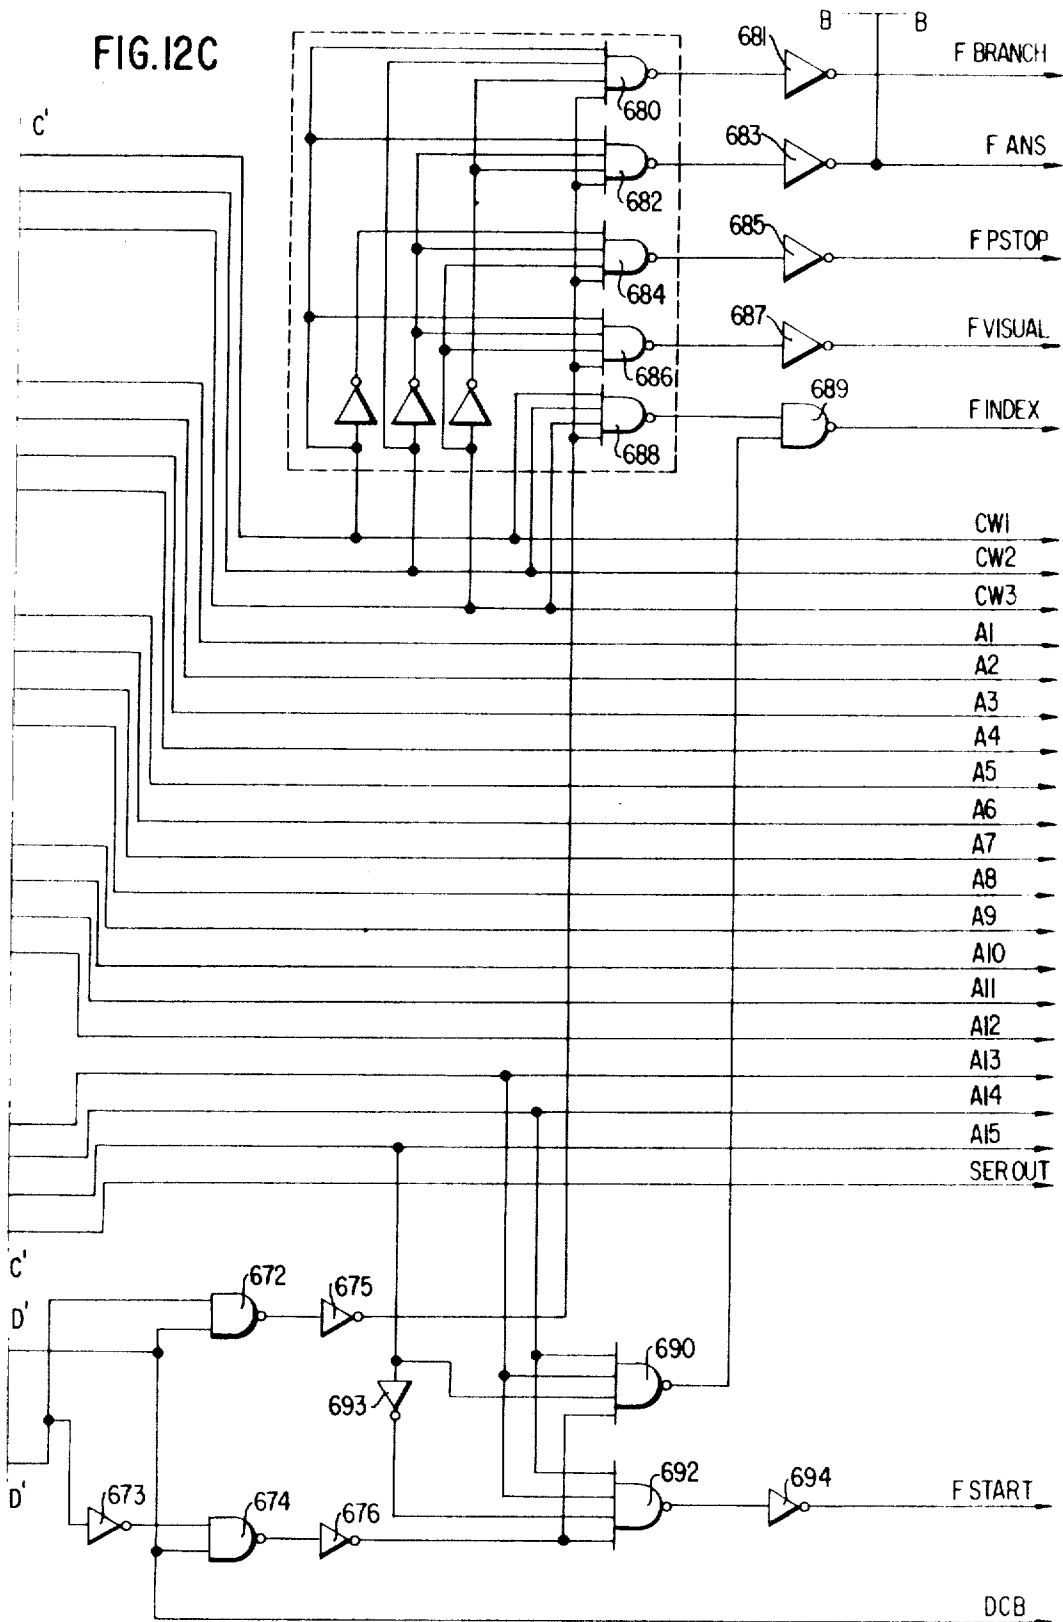 FIG.12C
B B
681
F BRANCH
680
C'
683
F ANS
682
685
F PSTOP
684
687
F VISUAL
686
689
F INDEX
688
CW1
CW2
CW3
A1
A2
A3
A4
A5
A6
A7
A8
A9
A10
A11
A12
A13
A14
A15
SER OUT
C'
672
675
D'
690
693
692
694
D'
673
674
676
F START
DCB